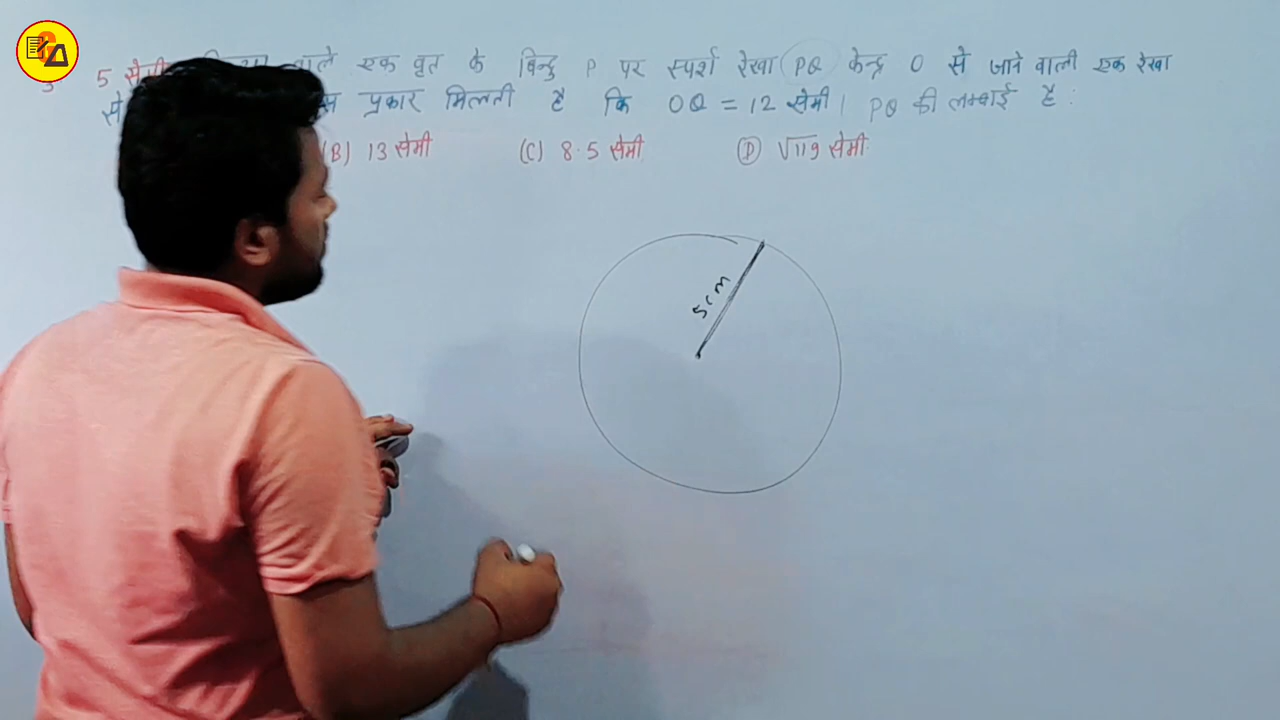 5 वाले एक वृत के बिन्दु P पर स्पर्श रेखा PQ केन्द्र O से जाने वाली एक रेखा
से प्रकार मिलती है कि OQ = 12 सेमी। PQ की लम्बाई है :
(B) 13 सेमी (C) 8.5 सेमी (D) √119 सेमी
5cm